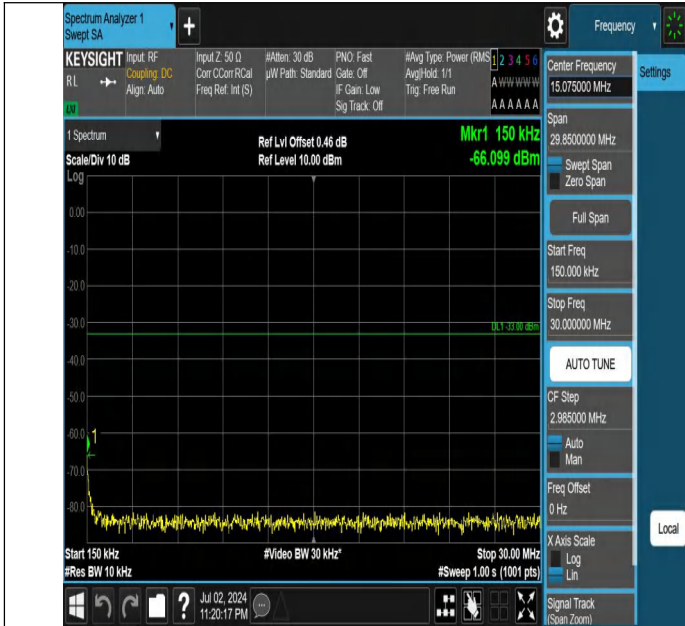 Spectrum Analyzer 1
Swept SA
Frequency
KEYSIGHT
RL
Input: RF
Coupling: DC
Align: Auto
Input Z: 50 Ω
Corr CCorr RCal
Freq Ref: Int (S)
#Atten: 30 dB
µW Path: Standard
PNO: Fast
Gate: Off
IF Gain: Low
Sig Track: Off
#Avg Type: Power (RMS
Avg|Hold: 1/1
Trig: Free Run
1 2 3 4 5 6
A W W W W W
A A A A A A
1 Spectrum
Scale/Div 10 dB
Ref Lvl Offset 0.46 dB
Ref Level 10.00 dBm
Mkr1 150 kHz
-66.099 dBm
Log
0.00
-10.0
-20.0
-30.0
DL1 -33.00 dBm
-40.0
-50.0
-60.0
1
-70.0
-80.0
Start 150 kHz
#Res BW 10 kHz
#Video BW 30 kHz*
Stop 30.00 MHz
#Sweep 1.00 s (1001 pts)
Jul 02, 2024
11:20:17 PM
Center Frequency
15.075000 MHz
Span
29.8500000 MHz
Swept Span
Zero Span
Full Span
Start Freq
150.000 kHz
Stop Freq
30.000000 MHz
AUTO TUNE
CF Step
2.985000 MHz
Auto
Man
Freq Offset
0 Hz
X Axis Scale
Log
Lin
Signal Track
(Span Zoom)
Settings
Local